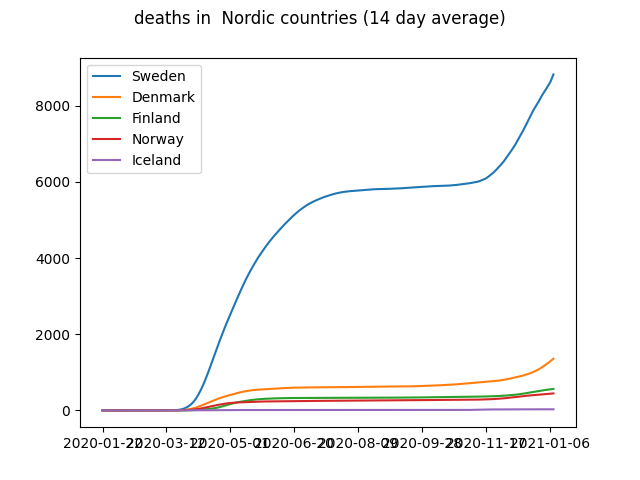 deaths in  Nordic countries (14 day average)
Sweden
Denmark
Finland
Norway
Iceland
8000
6000
4000
2000
0
2020-01-22 2020-03-12 2020-05-01 2020-06-20 2020-08-09 2020-09-28 2020-11-17 2021-01-06